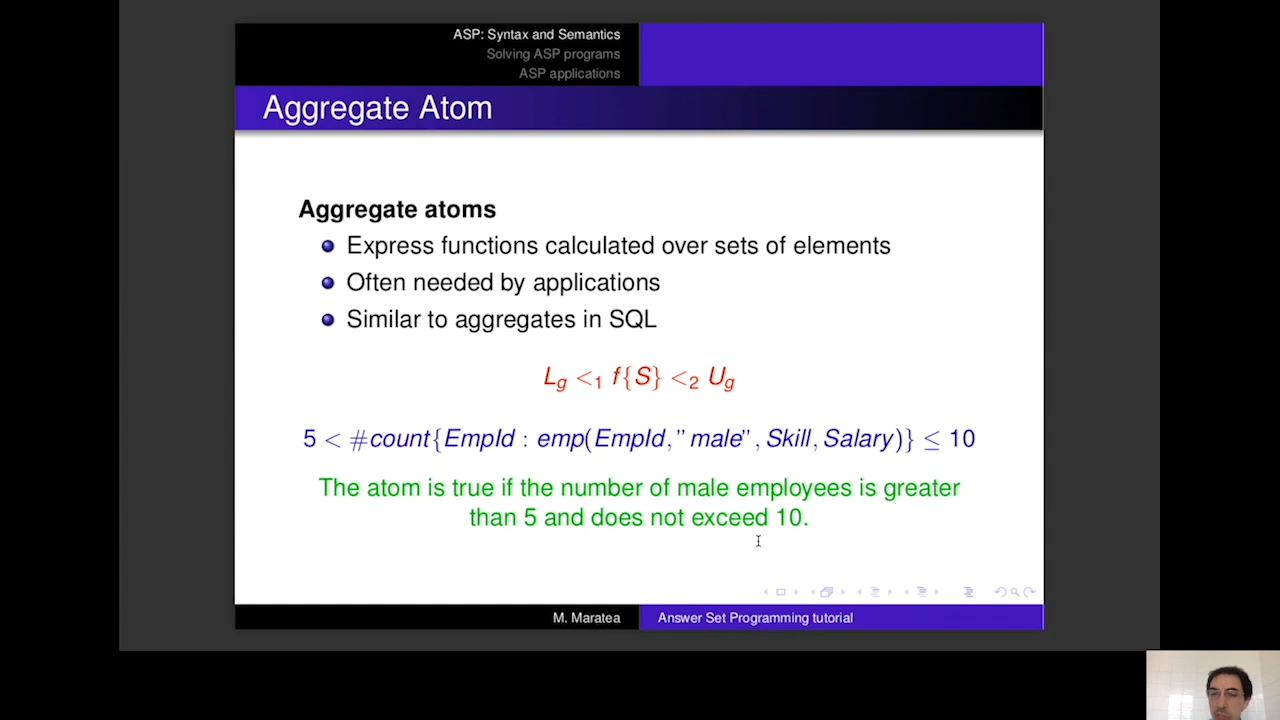 ASP: Syntax and Semantics
Solving ASP programs
ASP applications
Aggregate Atom
Aggregate atoms
Express functions calculated over sets of elements
Often needed by applications
Similar to aggregates in SQL
L_g <_1 f{S} <_2 U_g
5 < #count{EmpId : emp(EmpId, "male", Skill, Salary)} ≤ 10
The atom is true if the number of male employees is greater
than 5 and does not exceed 10.
M. Maratea
Answer Set Programming tutorial